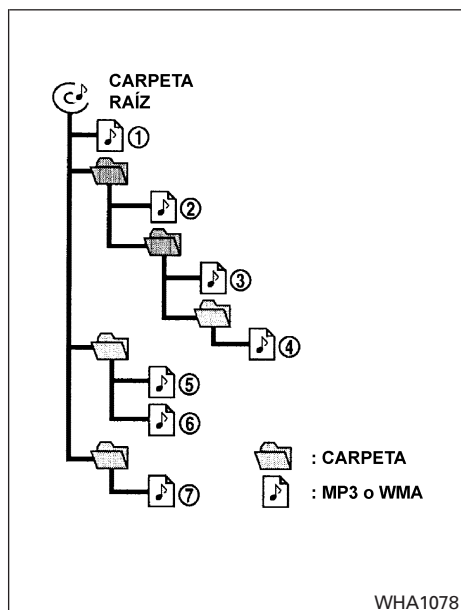 CARPETA
RAÍZ
①
②
③
④
⑤
⑥
⑦
: CARPETA
: MP3 o WMA
WHA1078